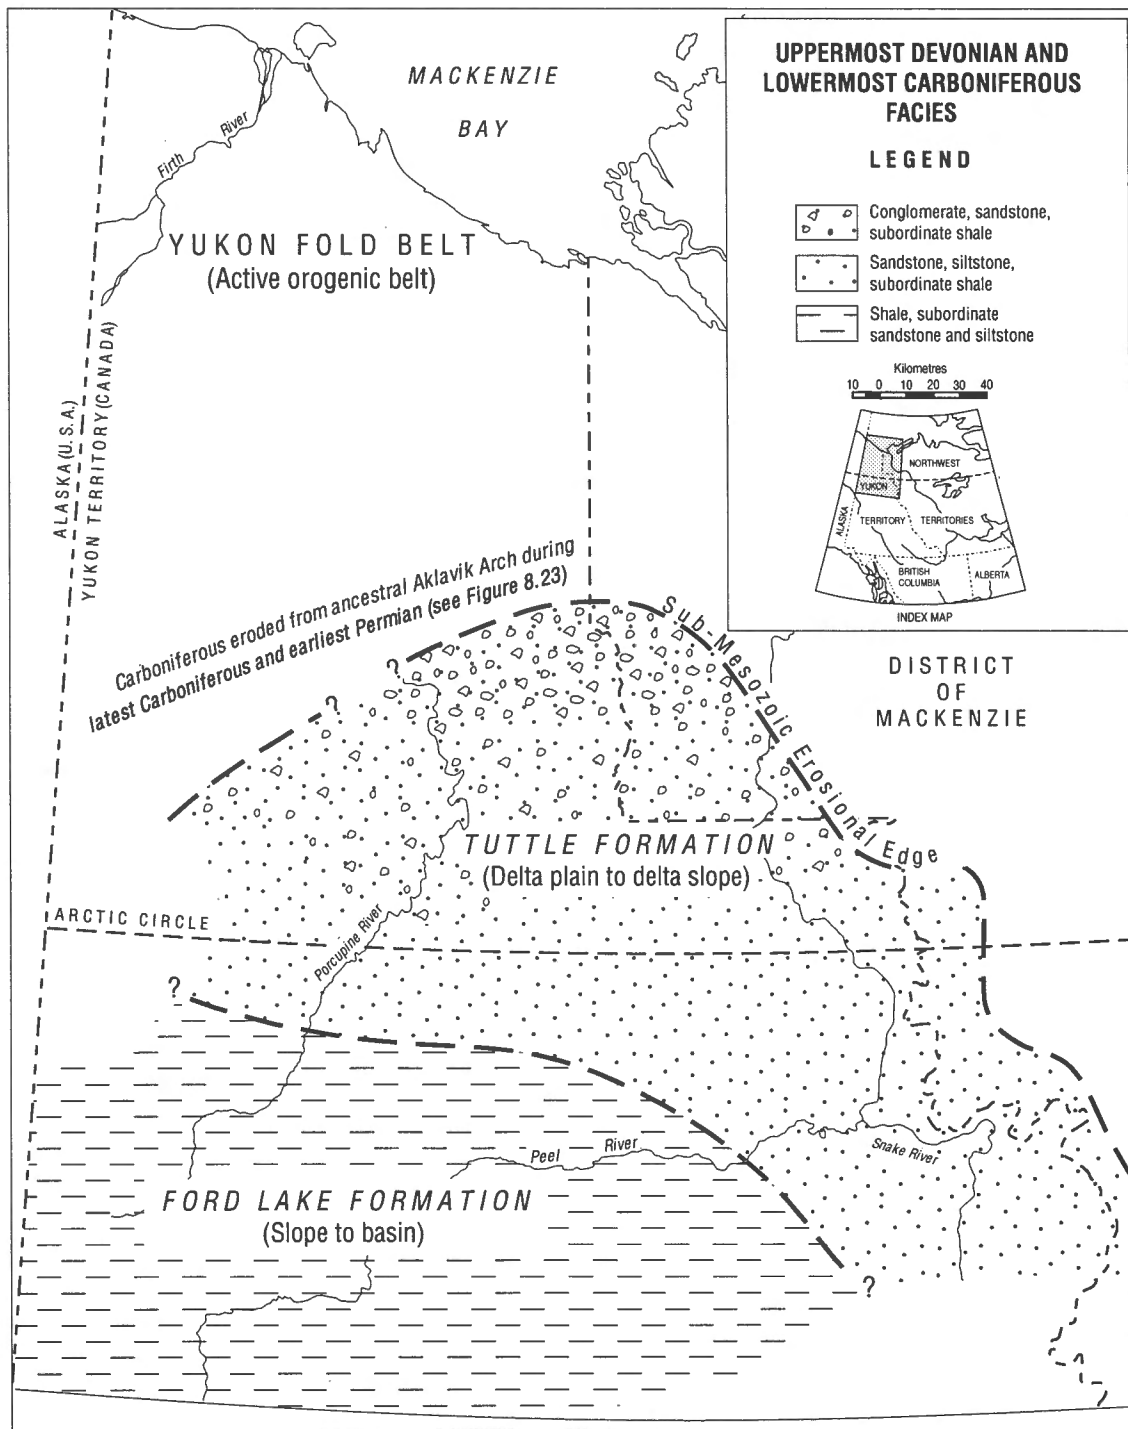 UPPERMOST DEVONIAN AND
LOWERMOST CARBONIFEROUS
FACIES
LEGEND
Conglomerate, sandstone,
subordinate shale
Sandstone, siltstone,
subordinate shale
Shale, subordinate
sandstone and siltstone
Kilometres
10 0 10 20 30 40
NORTHWEST
YUKON
ALASKA
TERRITORY
TERRITORIES
BRITISH
COLUMBIA
ALBERTA
INDEX MAP
MACKENZIE
BAY
Firth River
YUKON FOLD BELT
(Active orogenic belt)
ALASKA (U.S.A.)
YUKON TERRITORY (CANADA)
Carboniferous eroded from ancestral Aklavik Arch during
latest Carboniferous and earliest Permian (see Figure 8.23)
?
?
Sub-Mesozoic Erosional Edge
DISTRICT
OF
MACKENZIE
TUTTLE FORMATION
(Delta plain to delta slope)
ARCTIC CIRCLE
Porcupine River
?
Peel River
Snake River
FORD LAKE FORMATION
(Slope to basin)
?